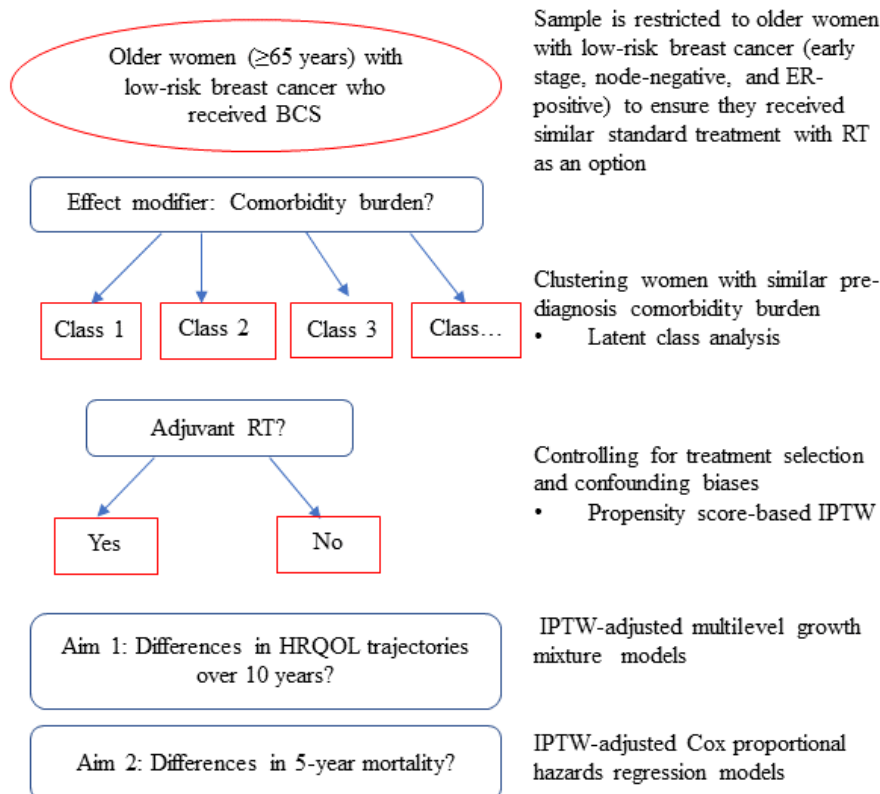 Older women (≥65 years) with
low-risk breast cancer who
received BCS
Sample is restricted to older women
with low-risk breast cancer (early
stage, node-negative, and ER-
positive) to ensure they received
similar standard treatment with RT
as an option
Effect modifier: Comorbidity burden?
Class 1
Class 2
Class 3
Class…
Clustering women with similar pre-
diagnosis comorbidity burden
• Latent class analysis
Adjuvant RT?
Yes
No
Controlling for treatment selection
and confounding biases
• Propensity score-based IPTW
Aim 1: Differences in HRQOL trajectories
over 10 years?
IPTW-adjusted multilevel growth
mixture models
Aim 2: Differences in 5-year mortality?
IPTW-adjusted Cox proportional
hazards regression models